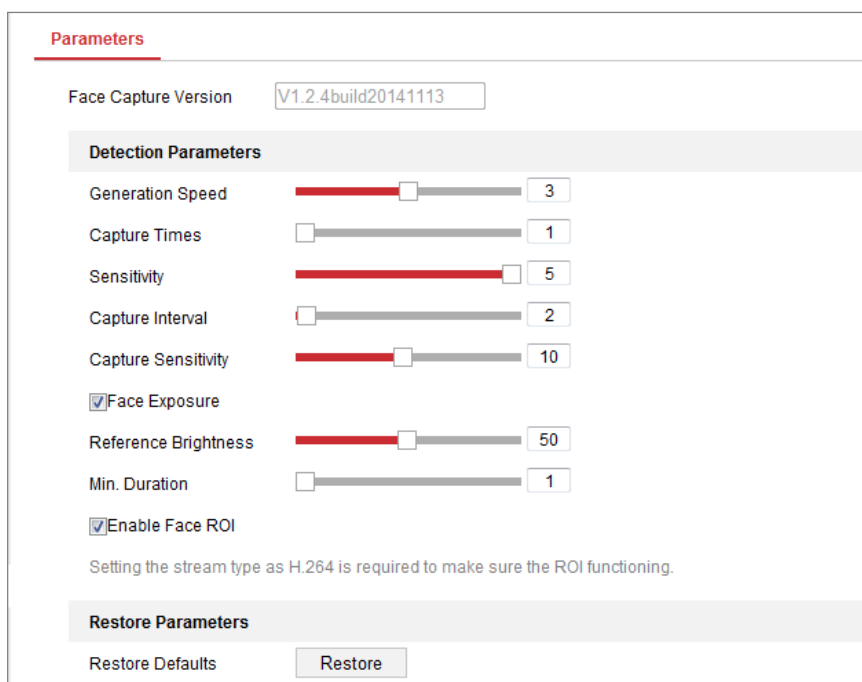 Parameters
Face Capture Version V1.2.4build20141113
Detection Parameters
Generation Speed 3
Capture Times 1
Sensitivity 5
Capture Interval 2
Capture Sensitivity 10
Face Exposure
Reference Brightness 50
Min. Duration 1
Enable Face ROI
Setting the stream type as H.264 is required to make sure the ROI functioning.
Restore Parameters
Restore Defaults Restore